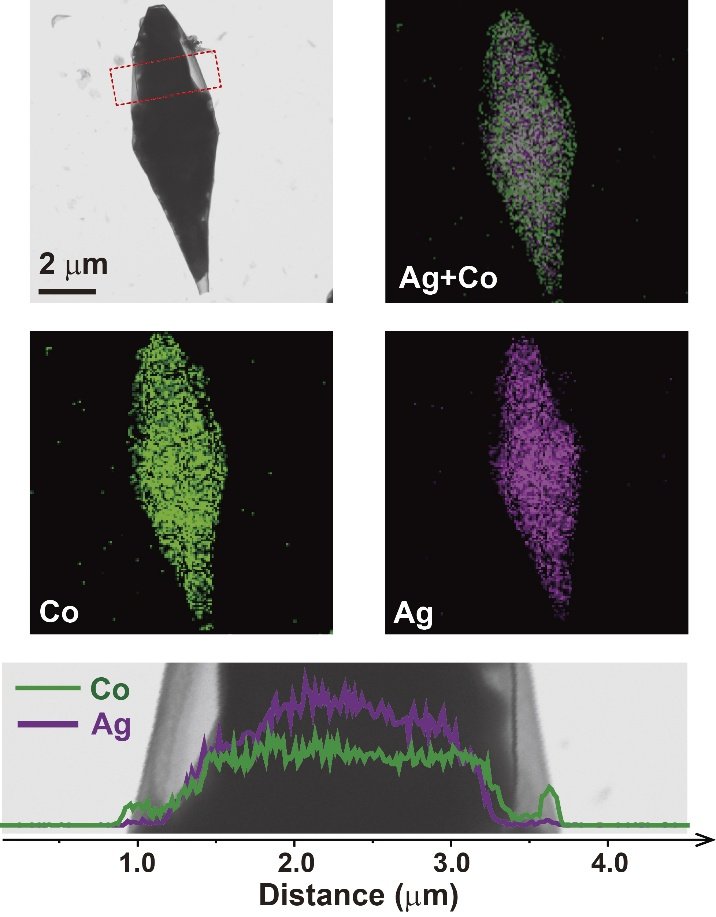 2 μm
Ag+Co
Co
Ag
Co
Ag
1.0 2.0 3.0 4.0
Distance (μm)